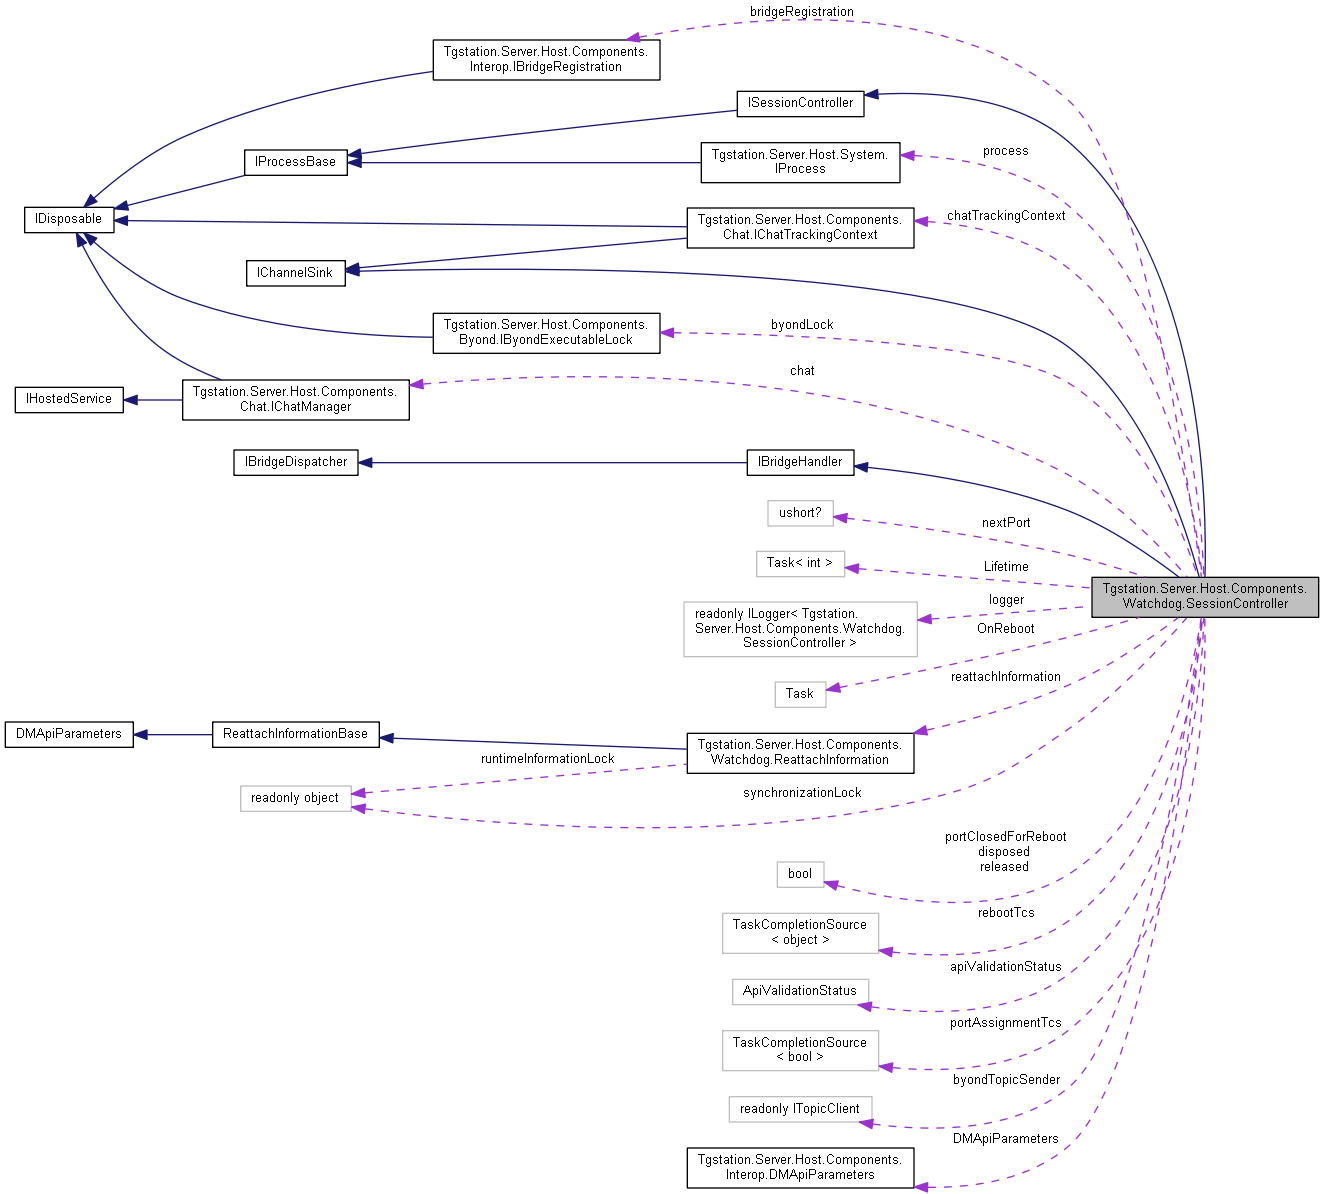 bridgeRegistration
Tgstation.Server.Host.Components.
Interop.IBridgeRegistration
ISessionController
process
Tgstation.Server.Host.System.
IProcess
IProcessBase
IDisposable
chatTrackingContext
Tgstation.Server.Host.Components.
Chat.IChatTrackingContext
IChannelSink
byondLock
Tgstation.Server.Host.Components.
Byond.IByondExecutableLock
chat
Tgstation.Server.Host.Components.
Chat.IChatManager
IHostedService
IBridgeDispatcher
IBridgeHandler
ushort?
nextPort
Task< int >
Lifetime
Tgstation.Server.Host.Components.
Watchdog.SessionController
logger
readonly ILogger< Tgstation.
Server.Host.Components.Watchdog.
SessionController >
OnReboot
Task
reattachInformation
DMApiParameters
ReattachInformationBase
Tgstation.Server.Host.Components.
Watchdog.ReattachInformation
runtimeInformationLock
readonly object
synchronizationLock
portClosedForReboot
disposed
released
bool
rebootTcs
TaskCompletionSource
< object >
apiValidationStatus
ApiValidationStatus
portAssignmentTcs
TaskCompletionSource
< bool >
byondTopicSender
readonly ITopicClient
DMApiParameters
Tgstation.Server.Host.Components.
Interop.DMApiParameters